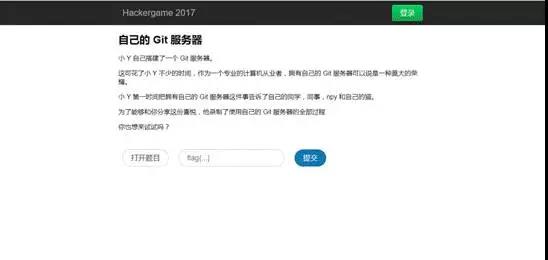 Hackergame 2017
登录
自己的 Git 服务器
小 Y 自己搭建了一个 Git 服务器。
这可花了小 Y 不少的时间，作为一个专业的计算机从业者，拥有自己的 Git 服务器可以说是一种莫大的荣
耀。
小 Y 第一时间把拥有自己的 Git 服务器这件事告诉了自己的同学，同事，npy 和自己的猫。
为了能够和你分享这份喜悦，他录制了使用自己的 Git 服务器的全部过程
你也想来试试吗？
打开题目
flag{...}
提交